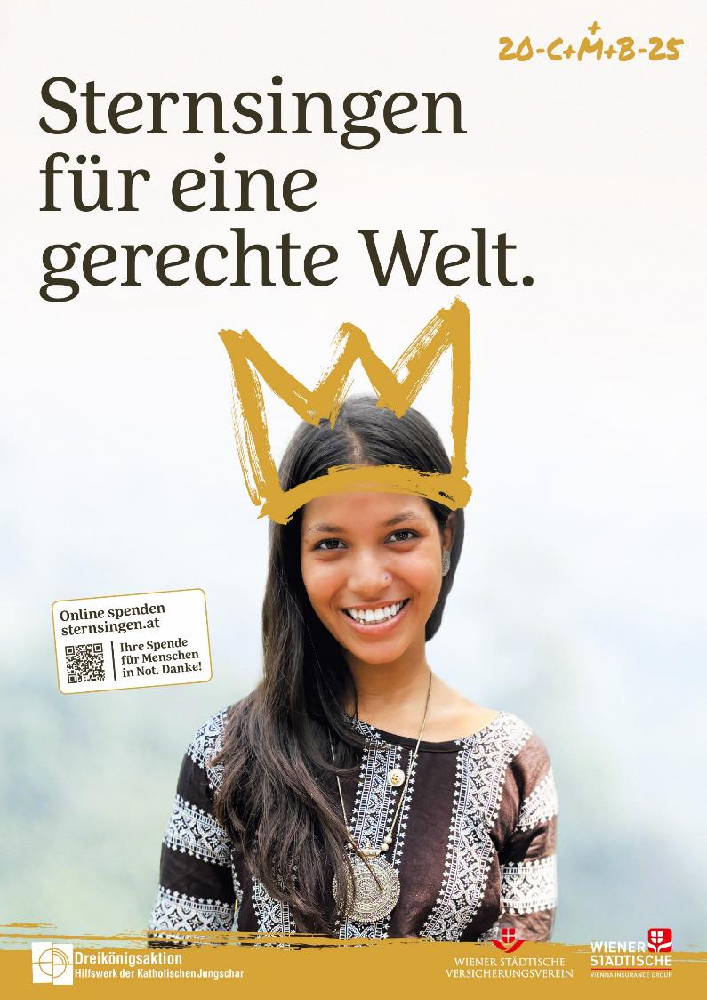 20-C+M+B-25
Sternsingen
für eine
gerechte Welt.
Online spenden
sternsingen.at
Ihre Spende
für Menschen
in Not. Danke!
Dreikönigsaktion
Hilfswerk der Katholischen Jungschar
WIENER STÄDTISCHE
VERSICHERUNGSVEREIN
WIENER
STÄDTISCHE
VIENNA INSURANCE GROUP